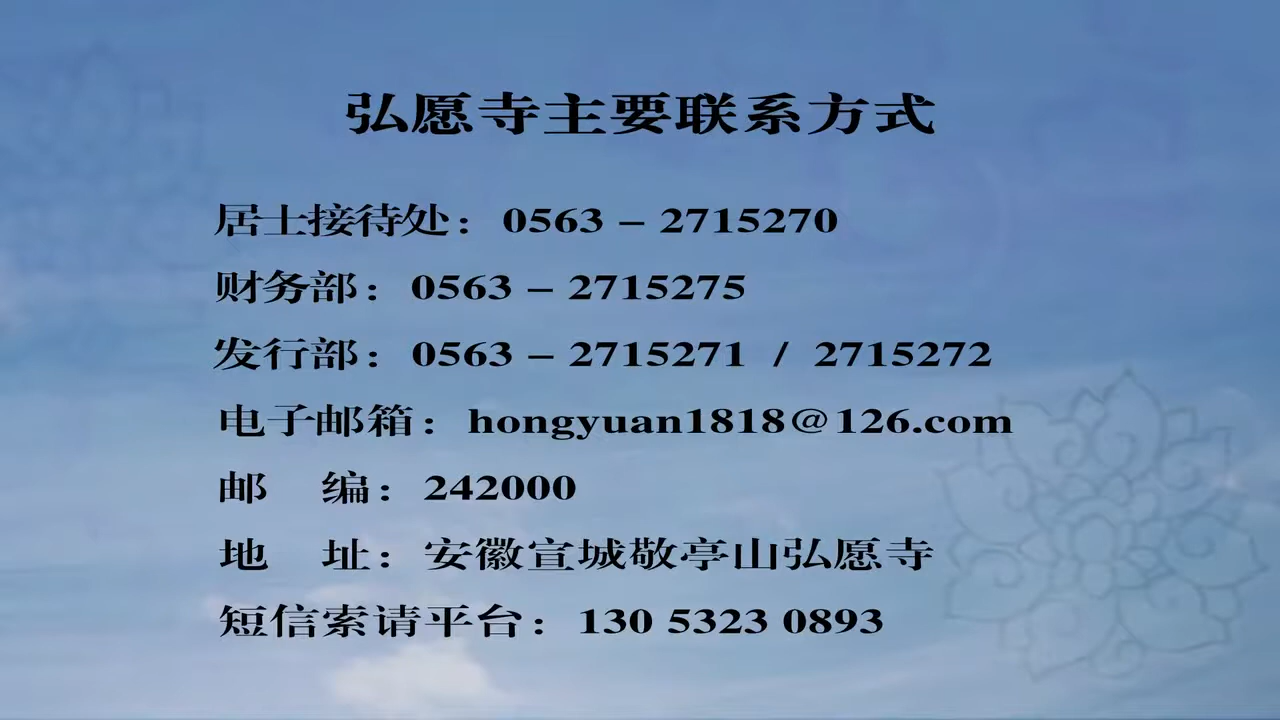 弘愿寺主要联系方式
居士接待处：0563 – 2715270
财务部：0563 – 2715275
发行部：0563 – 2715271 / 2715272
电子邮箱：hongyuan1818@126.com
邮　编：242000
地　址：安徽宣城敬亭山弘愿寺
短信索请平台：130 5323 0893